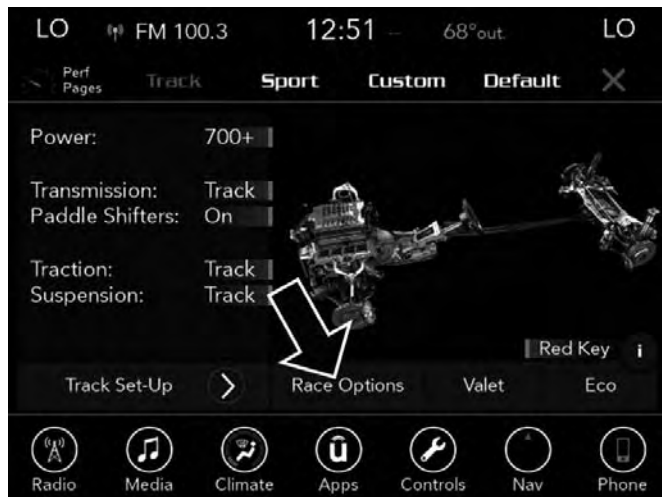 LO FM 100.3 12:51 -- 68°out. LO
Perf Pages Track Sport Custom Default
Power: 700+
Transmission: Track
Paddle Shifters: On
Traction: Track
Suspension: Track
Red Key i
Track Set-Up Race Options Valet Eco
Radio Media Climate Apps Controls Nav Phone